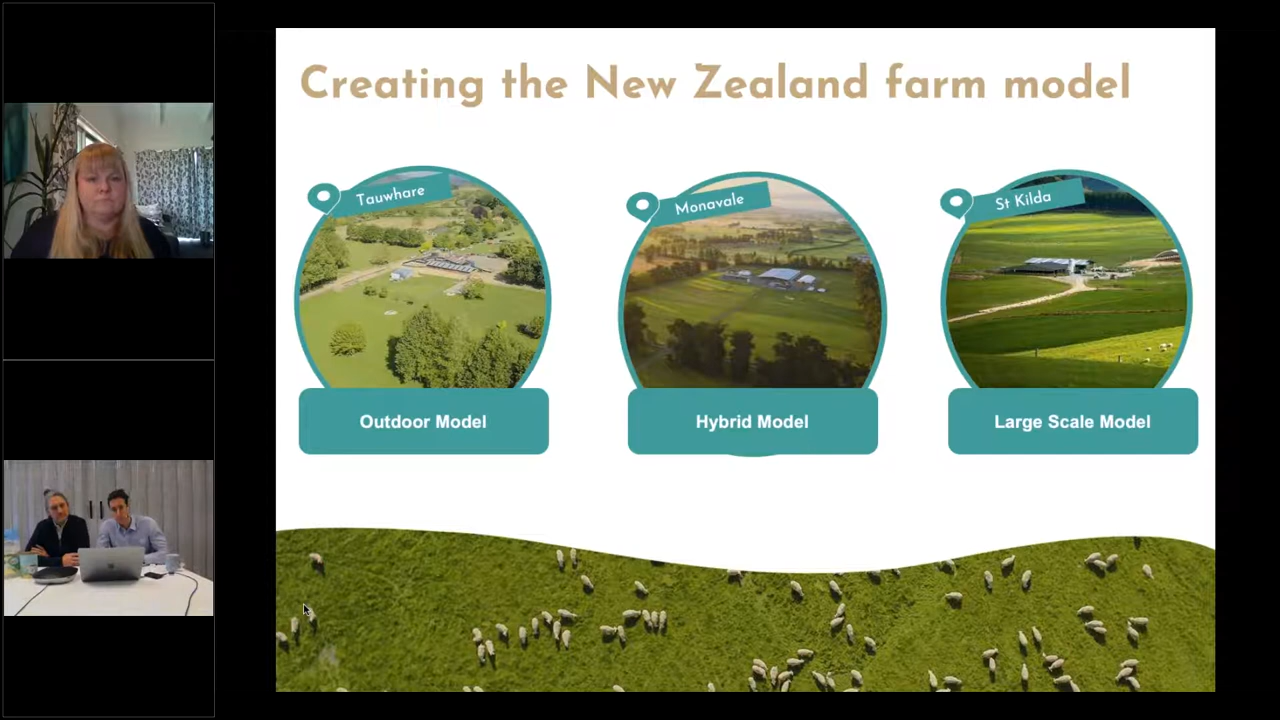 Creating the New Zealand farm model
Tauwhare
Monavale
St Kilda
Outdoor Model
Hybrid Model
Large Scale Model